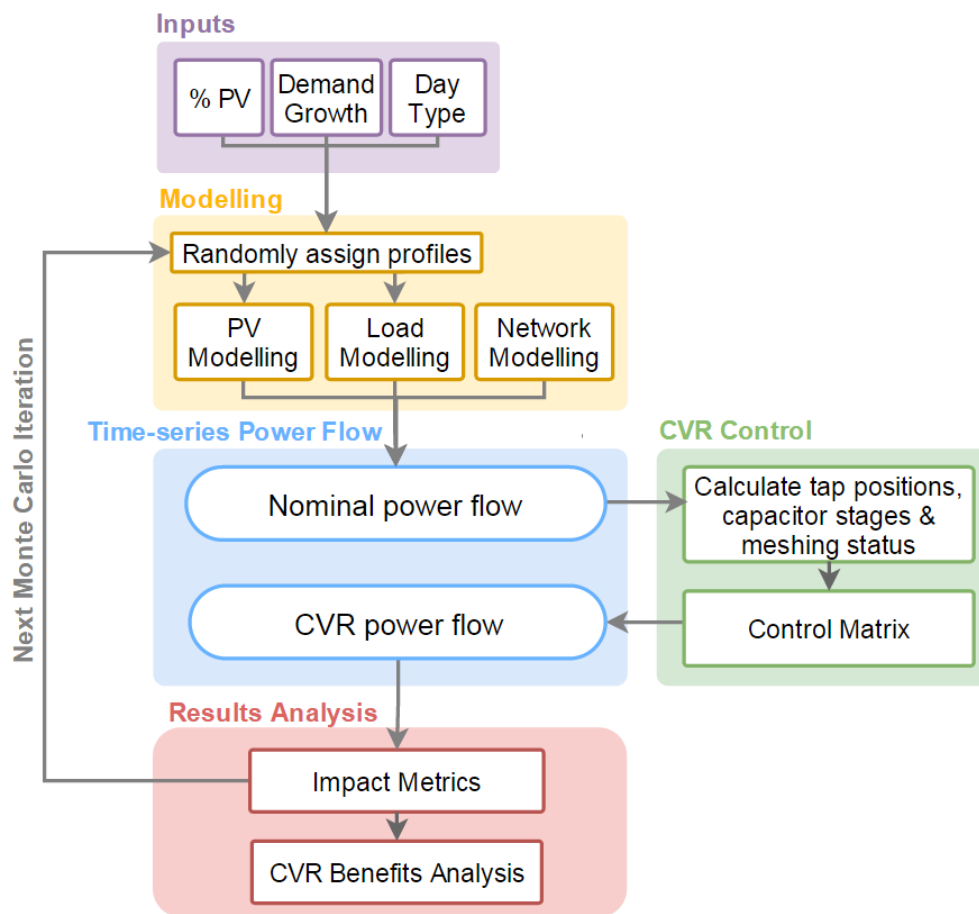 Inputs
% PV
Demand
Growth
Day
Type
Modelling
Randomly assign profiles
PV
Modelling
Load
Modelling
Network
Modelling
Next Monte Carlo Iteration
Time-series Power Flow
Nominal power flow
CVR power flow
CVR Control
Calculate tap positions,
capacitor stages &
meshing status
Control Matrix
Results Analysis
Impact Metrics
CVR Benefits Analysis